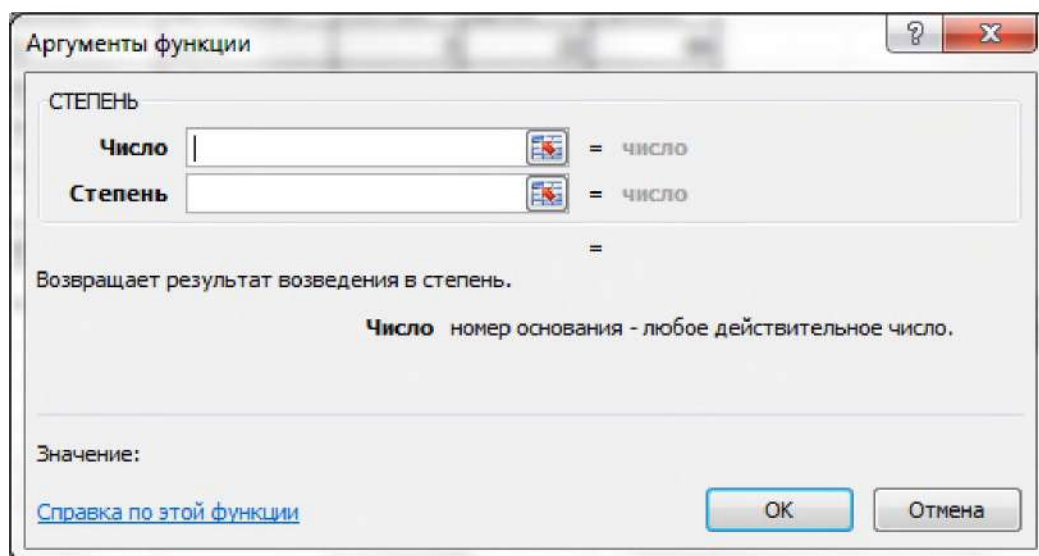 Аргументы функции
СТЕПЕНЬ
Число = число
Степень = число
=
Возвращает результат возведения в степень.
Число номер основания - любое действительное число.
Значение:
Справка по этой функции
OK Отмена